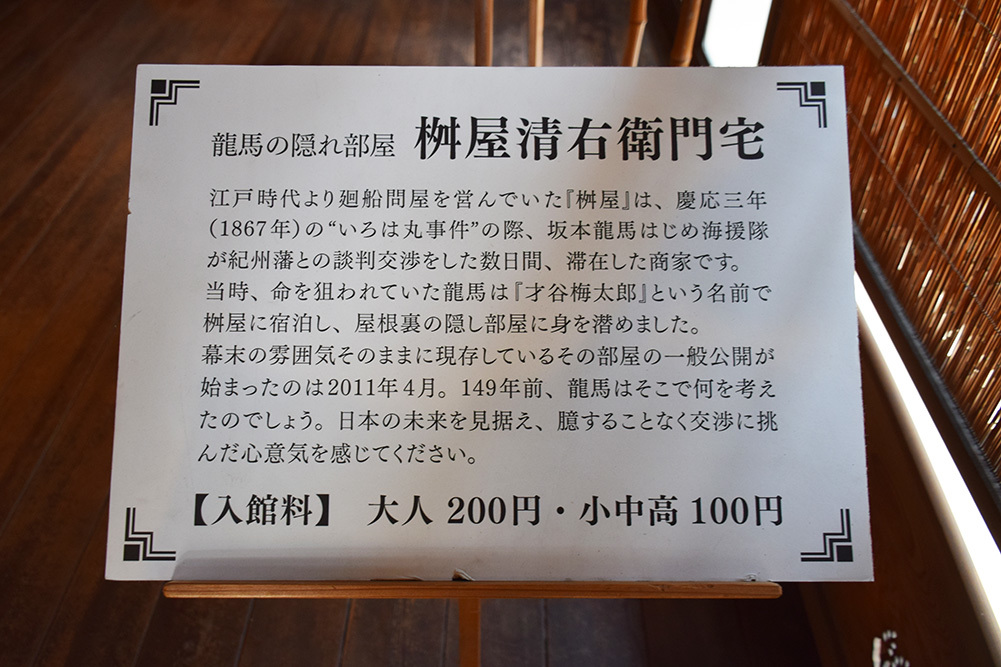 龍馬の隠れ部屋 桝屋清右衛門宅
江戸時代より廻船問屋を営んでいた『桝屋』は、慶応三年
(1867年)の“いろは丸事件”の際、坂本龍馬はじめ海援隊
が紀州藩との談判交渉をした数日間、滞在した商家です。
当時、命を狙われていた龍馬は『才谷梅太郎』という名前で
桝屋に宿泊し、屋根裏の隠し部屋に身を潜めました。
幕末の雰囲気そのままに現存しているその部屋の一般公開が
始まったのは2011年4月。149年前、龍馬はそこで何を考え
たのでしょう。日本の未来を見据え、臆することなく交渉に挑
んだ心意気を感じてください。
【入館料】 大人 200円・小中高 100円